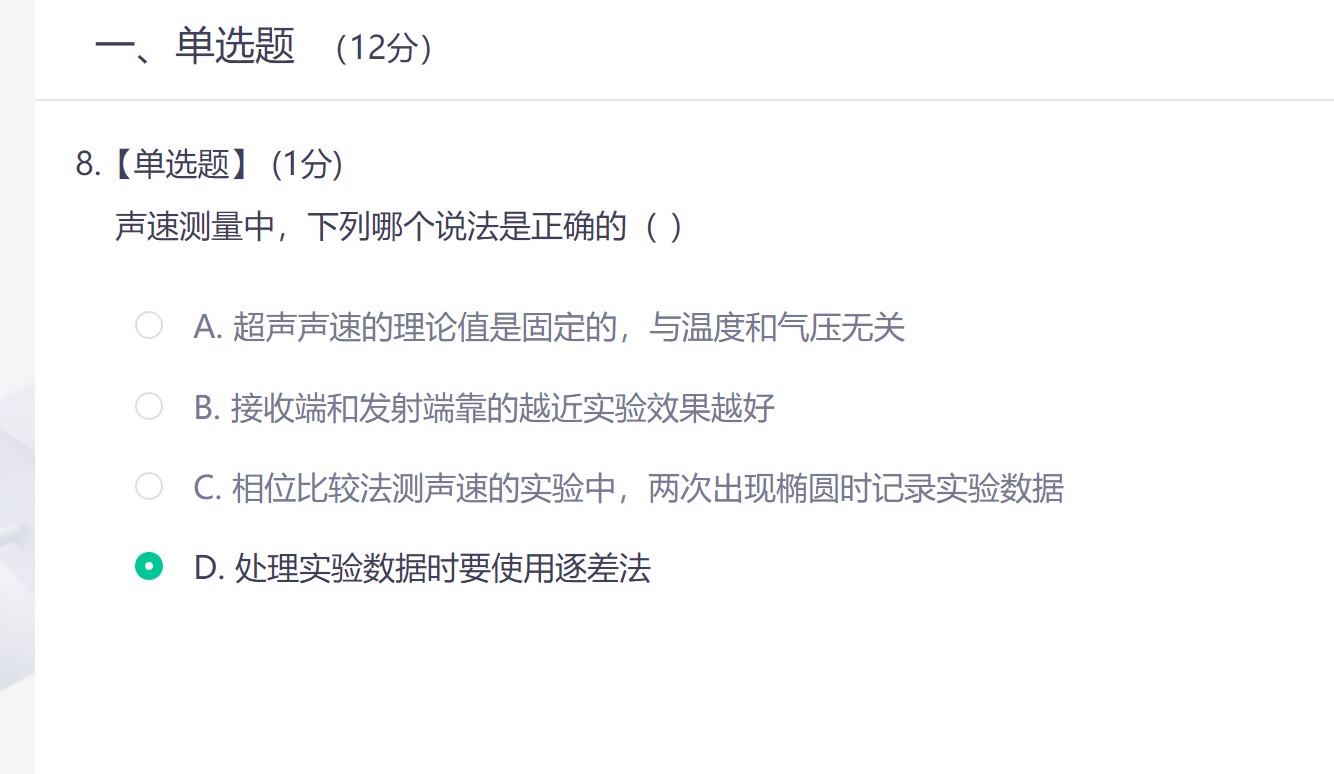 一、单选题 （12分）
8.【单选题】 (1分)
声速测量中，下列哪个说法是正确的（ ）
A. 超声声速的理论值是固定的，与温度和气压无关
B. 接收端和发射端靠的越近实验效果越好
C. 相位比较法测声速的实验中，两次出现椭圆时记录实验数据
D. 处理实验数据时要使用逐差法